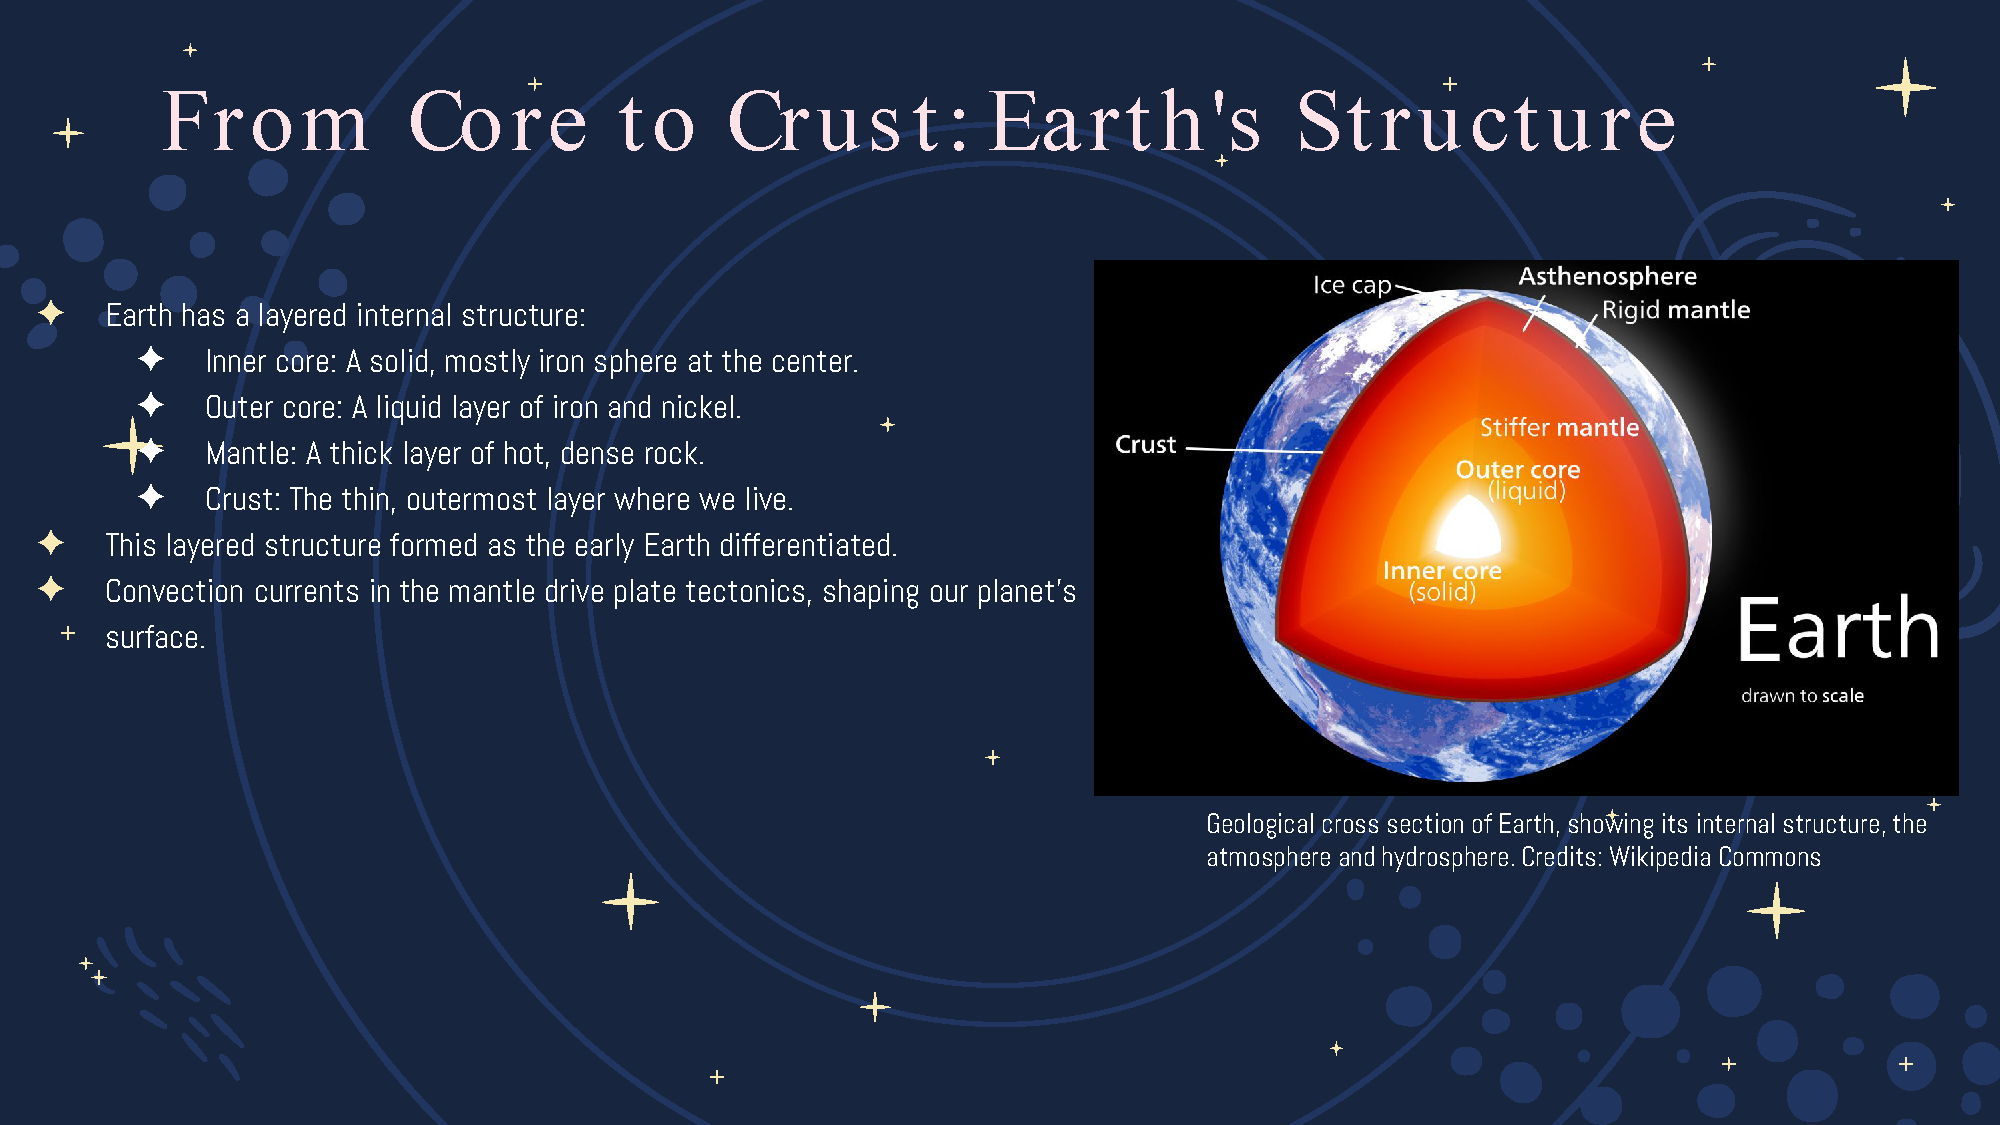 From Core to Crust: Earth's Structure
Earth has a layered internal structure:
Inner core: A solid, mostly iron sphere at the center.
Outer core: A liquid layer of iron and nickel.
Mantle: A thick layer of hot, dense rock.
Crust: The thin, outermost layer where we live.
This layered structure formed as the early Earth differentiated.
Convection currents in the mantle drive plate tectonics, shaping our planet's
surface.
Ice cap
Asthenosphere
Rigid mantle
Crust
Stiffer mantle
Outer core
(liquid)
Inner core
(solid)
Earth
drawn to scale
Geological cross section of Earth, showing its internal structure, the
atmosphere and hydrosphere. Credits: Wikipedia Commons